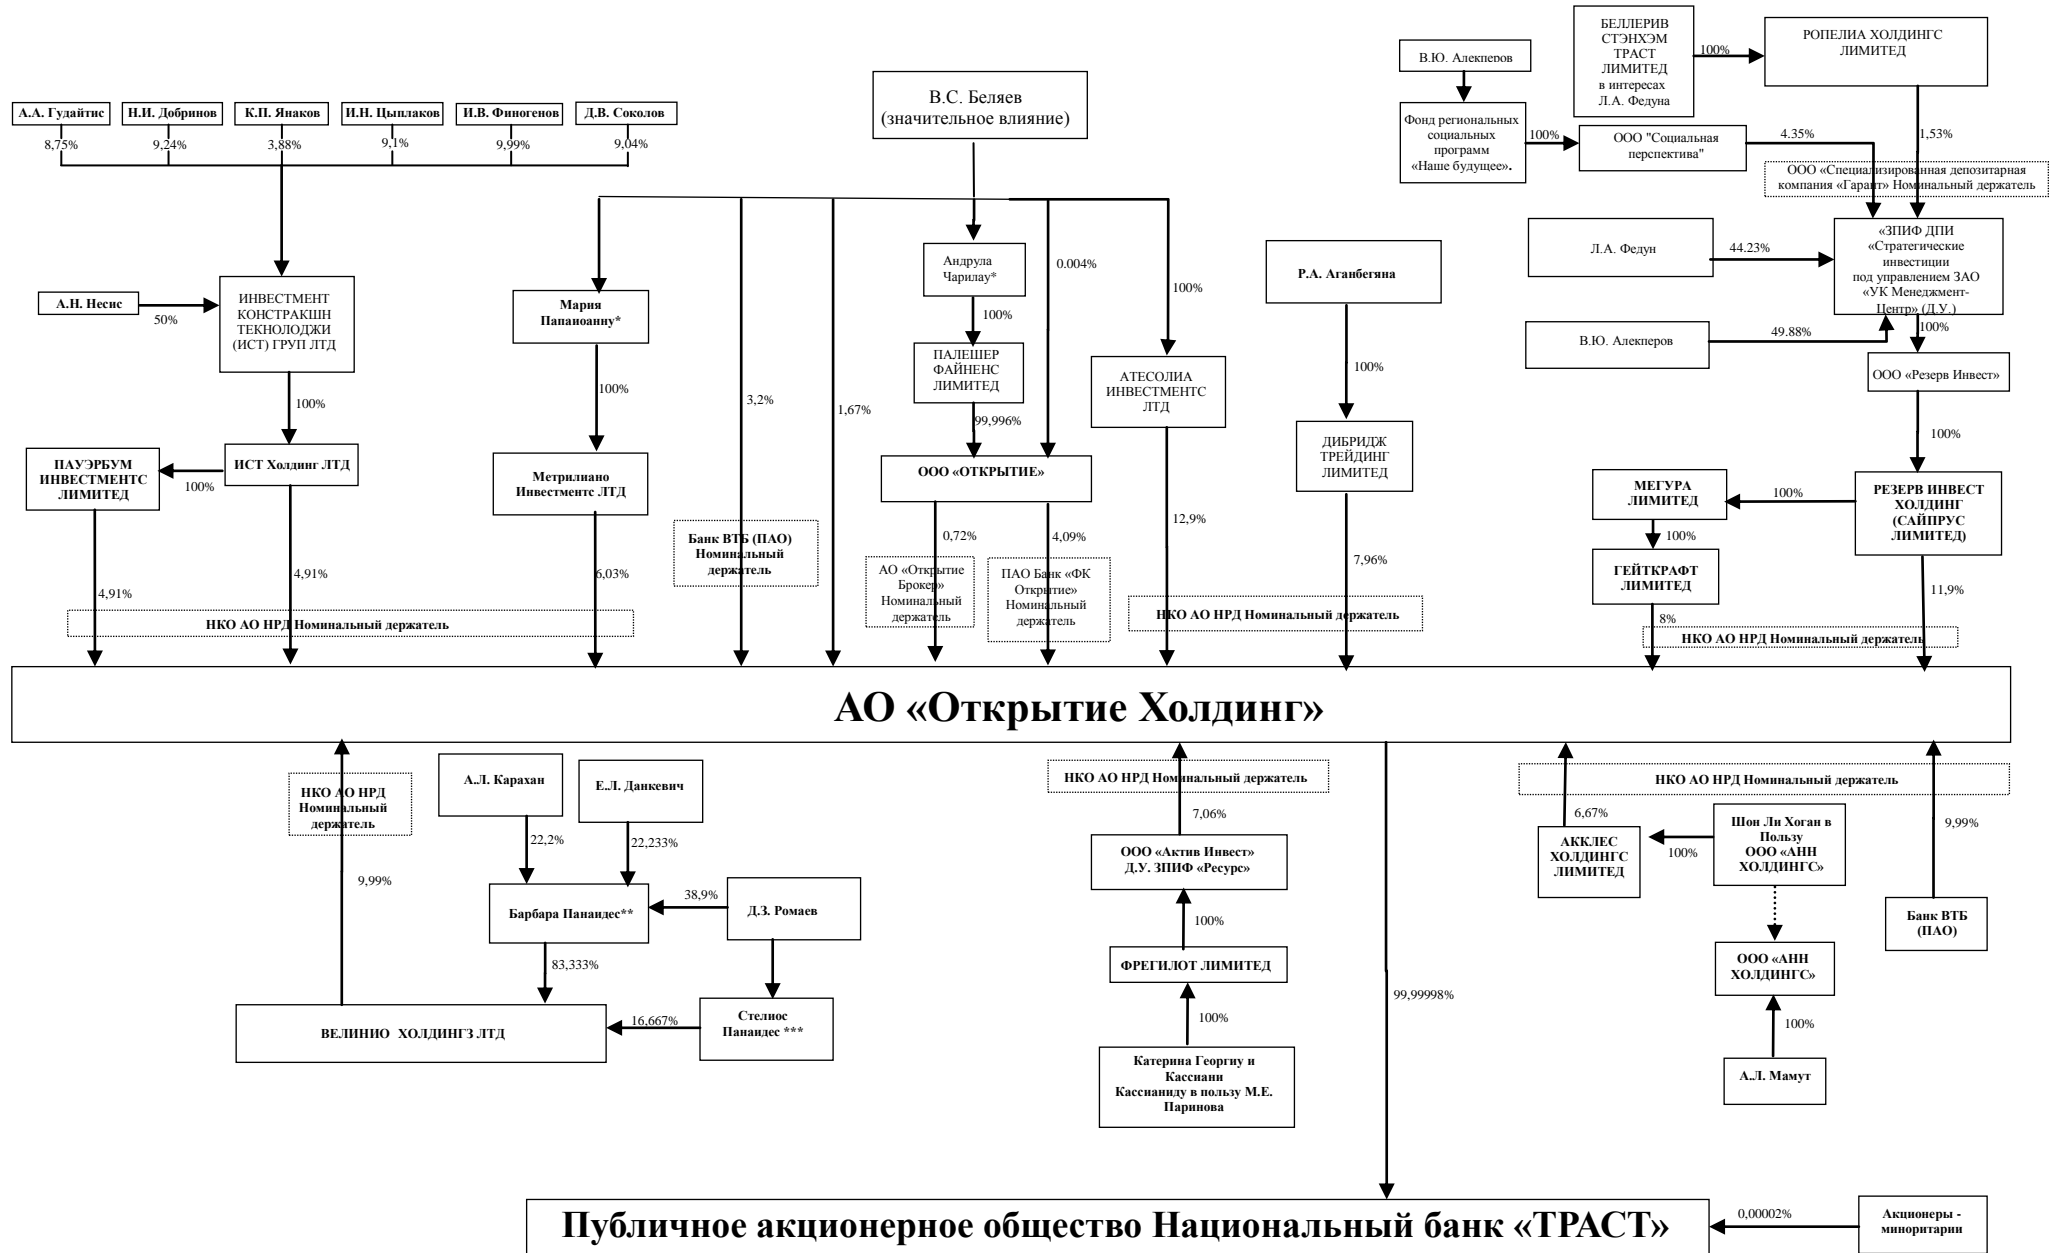 БЕЛЛЕРИВ
СТЭНХЭМ
ТРАСТ
ЛИМИТЕД
в интересах
Л.А. Федуна
100%
РОПЕЛИА ХОЛДИНГС
ЛИМИТЕД
В.Ю. Алекперов
Фонд региональных
социальных
программ
«Наше будущее».
100%
ООО "Социальная
перспектива"
4.35%
1,53%
ООО «Специализированная депозитарная
компания «Гарант» Номинальный держатель
В.С. Беляев
(значительное влияние)
А.А. Гудайтис
Н.И. Добринов
К.П. Янаков
И.Н. Цыплаков
И.В. Финогенов
Д.В. Соколов
8,75%
9,24%
3,88%
9,1%
9,99%
9,04%
А.Н. Несис
50%
ИНВЕСТМЕНТ
КОНСТРАКШН
ТЕКНОЛОДЖИ
(ИСТ) ГРУП ЛТД
100%
ИСТ Холдинг ЛТД
100%
ПАУЭРБУМ
ИНВЕСТМЕНТС
ЛИМИТЕД
4,91%
4,91%
НКО АО НРД Номинальный держатель
Мария
Папаиоанну*
100%
Метрилиано
Инвестментс ЛТД
6,03%
3,2%
Банк ВТБ (ПАО)
Номинальный
держатель
1,67%
Андрула
Чарилау*
100%
ПАЛЕШЕР
ФАЙНЕНС
ЛИМИТЕД
99,996%
0.004%
ООО «ОТКРЫТИЕ»
0,72%
4,09%
АО «Открытие
Брокер»
Номинальный
держатель
ПАО Банк «ФК
Открытие»
Номинальный
держатель
100%
АТЕСОЛИА
ИНВЕСТМЕНТС
ЛТД
12,9%
Р.А. Аганбегяна
100%
ДИБРИДЖ
ТРЕЙДИНГ
ЛИМИТЕД
7,96%
НКО АО НРД Номинальный держатель
Л.А. Федун
44.23%
«ЗПИФ ДПИ
«Стратегические
инвестиции
под управлением ЗАО
«УК Менеджмент-
Центр» (Д.У.)
В.Ю. Алекперов
49.88%
100%
ООО «Резерв Инвест»
100%
РЕЗЕРВ ИНВЕСТ
ХОЛДИНГ
(САЙПРУС
ЛИМИТЕД)
100%
МЕГУРА
ЛИМИТЕД
100%
ГЕЙТКРАФТ
ЛИМИТЕД
8%
11,9%
НКО АО НРД Номинальный держатель
АО «Открытие Холдинг»
НКО АО НРД
Номинальный
держатель
9,99%
А.Л. Карахан
Е.Л. Данкевич
22,2%
22,233%
Барбара Панаидес**
38,9%
Д.З. Ромаев
83,333%
ВЕЛИНИО ХОЛДИНГЗ ЛТД
16,667%
Стелиос
Панаидес ***
НКО АО НРД Номинальный держатель
7,06%
ООО «Актив Инвест»
Д.У. ЗПИФ «Ресурс»
100%
ФРЕГИЛОТ ЛИМИТЕД
100%
Катерина Георгиу и
Кассиани
Кассианиду в пользу М.Е.
Паринова
99,99998%
НКО АО НРД Номинальный держатель
6,67%
АККЛЕС
ХОЛДИНГС
ЛИМИТЕД
100%
Шон Ли Хоган в
Пользу
ООО «АНН
ХОЛДИНГС»
ООО «АНН
ХОЛДИНГС»
100%
А.Л. Мамут
9,99%
Банк ВТБ
(ПАО)
Публичное акционерное общество Национальный банк «ТРАСТ»
0,00002%
Акционеры -
миноритарии